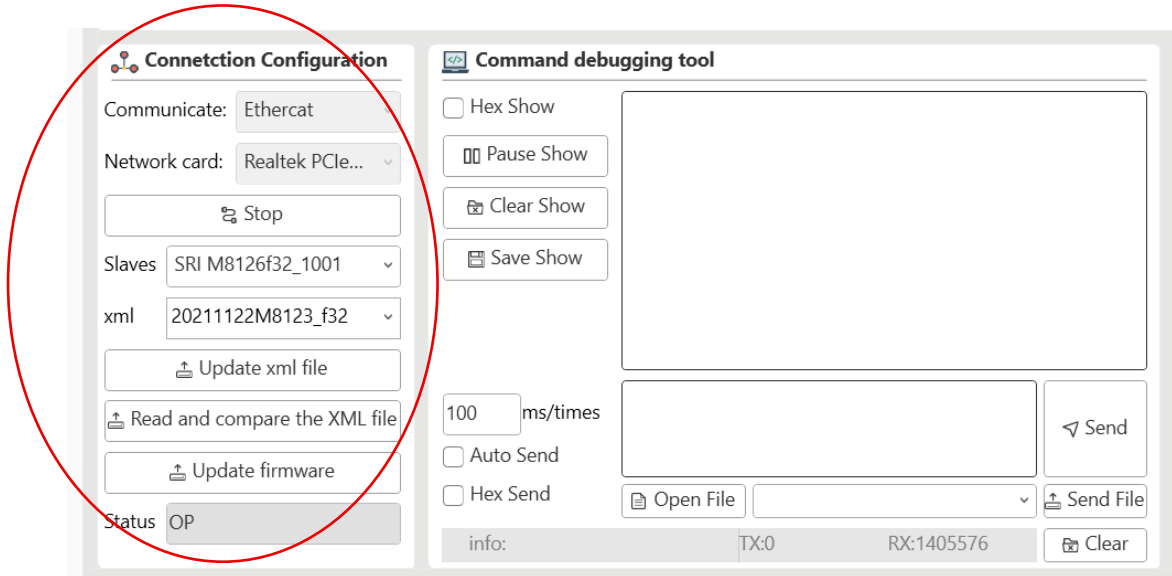 Connetction Configuration
Communicate: Ethercat
Network card: Realtek PCIe...
Stop
Slaves SRI M8126f32_1001
xml 20211122M8123_f32
Update xml file
Read and compare the XML file
Update firmware
Status OP
Command debugging tool
Hex Show
Pause Show
Clear Show
Save Show
100 ms/times
Auto Send
Hex Send
Send
Open File
Send File
info: TX:0 RX:1405576
Clear